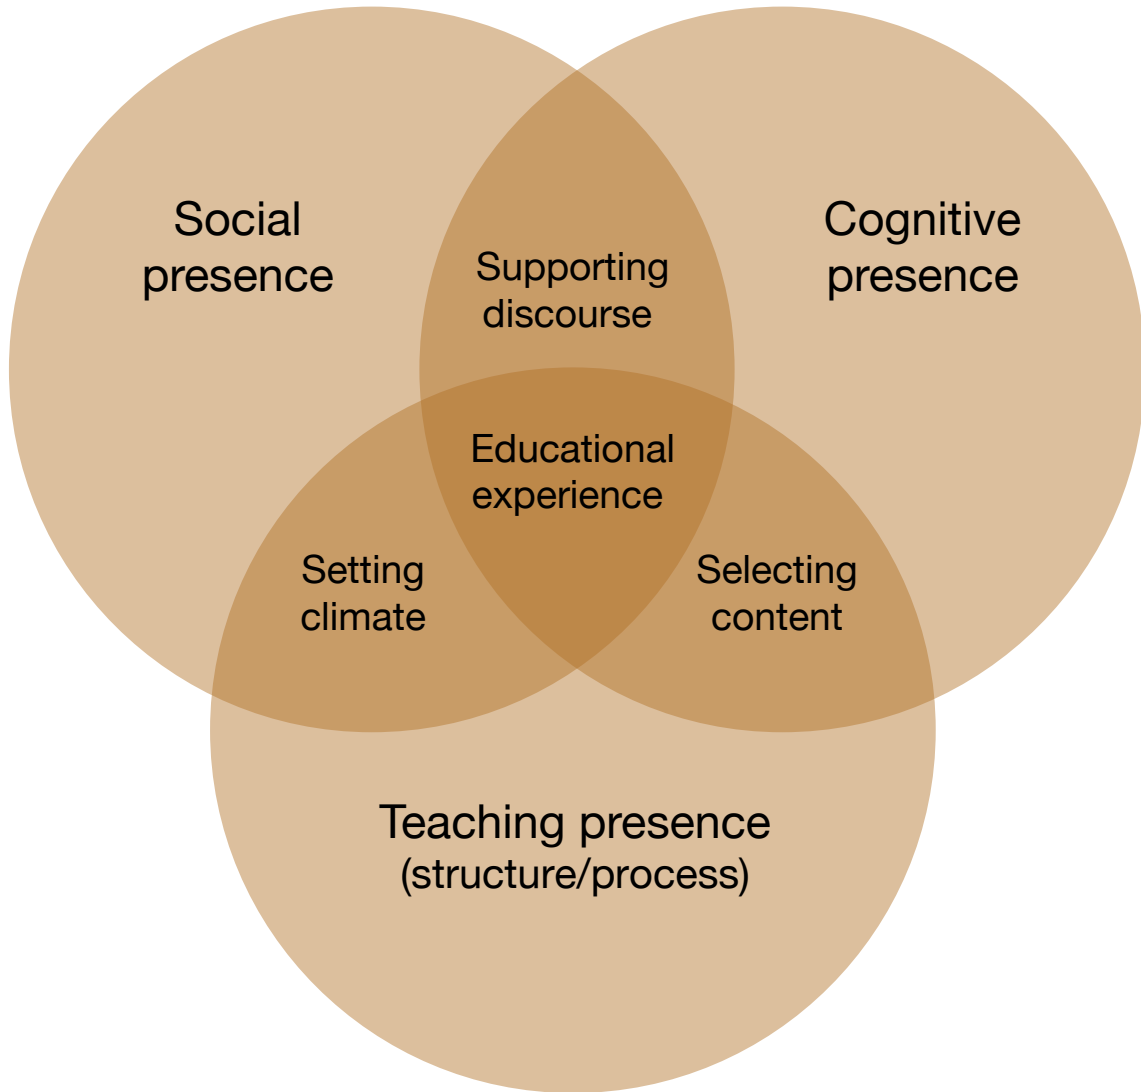 Social
presence
Cognitive
presence
Supporting
discourse
Educational
experience
Setting
climate
Selecting
content
Teaching presence
(structure/process)